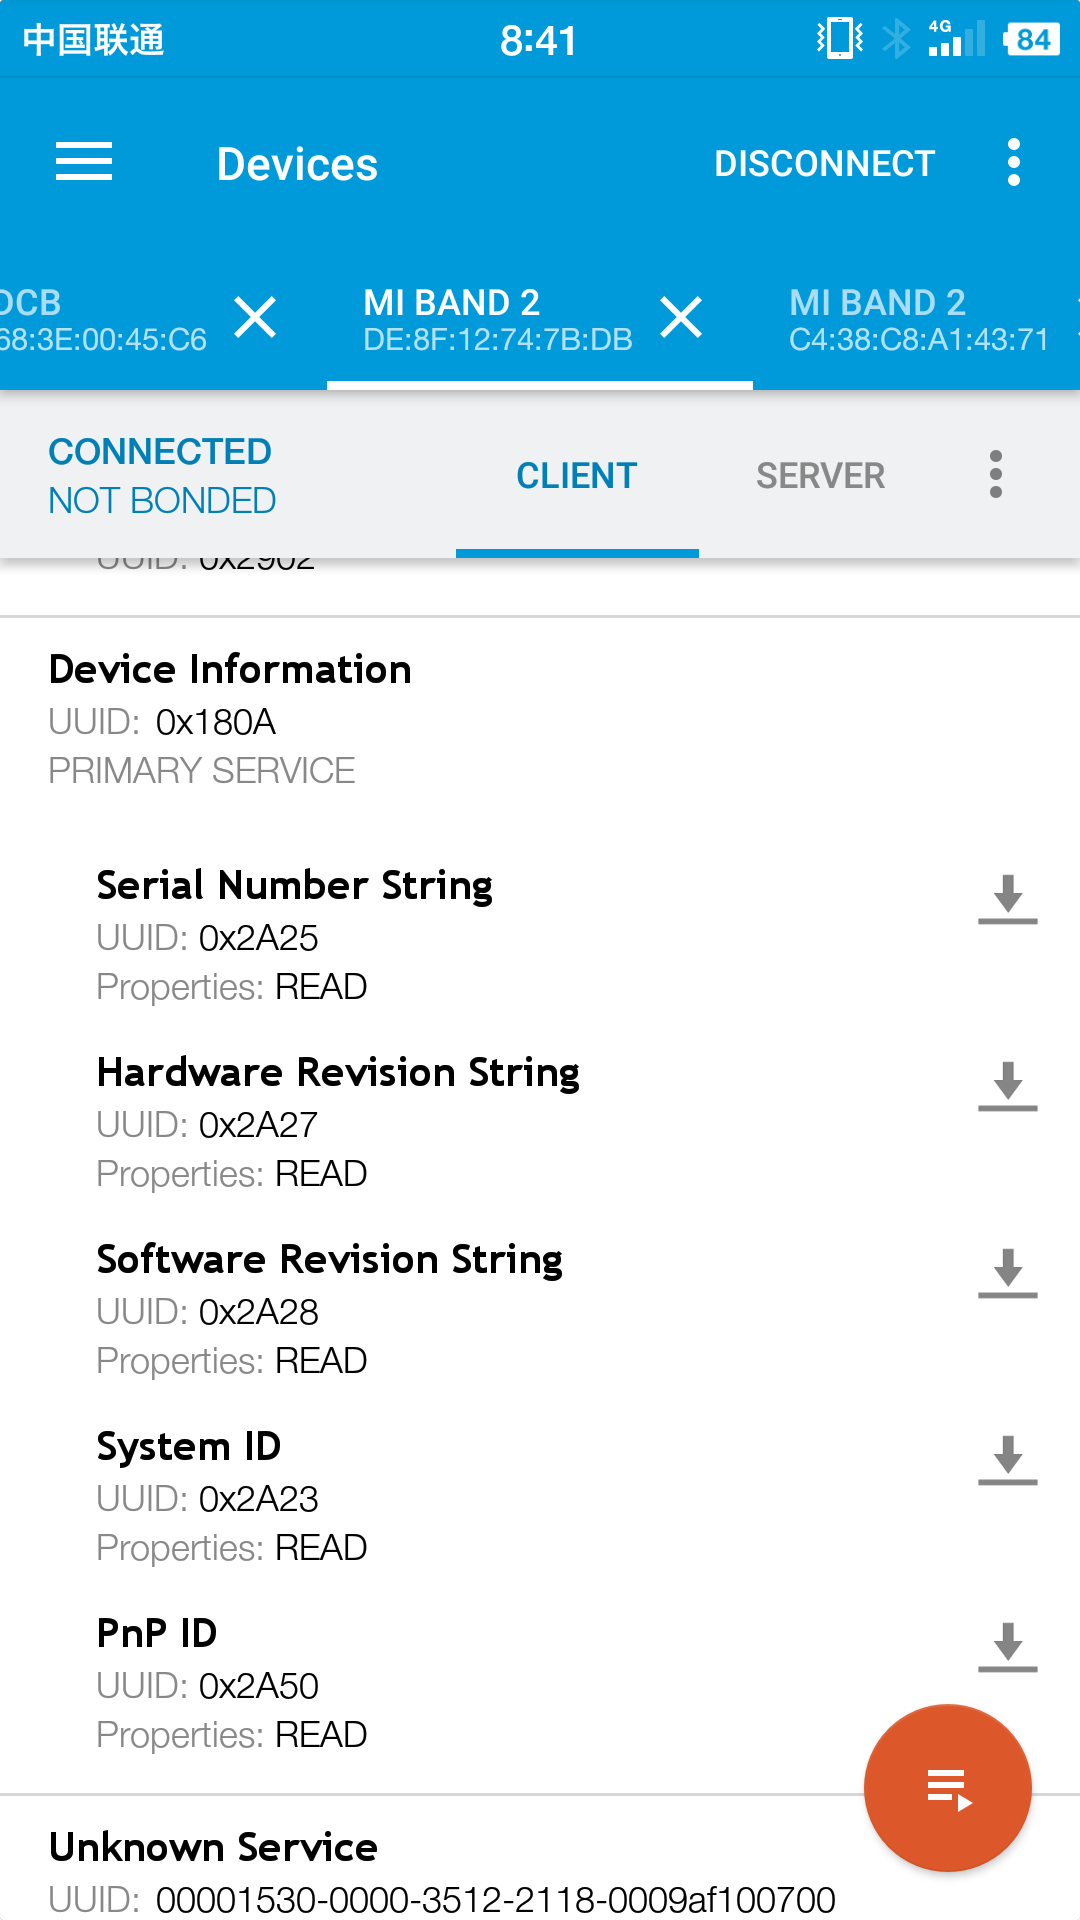 中国联通 8:41 4G 84
Devices DISCONNECT
DCB MI BAND 2 MI BAND 2
68:3E:00:45:C6 DE:8F:12:74:7B:DB C4:38:C8:A1:43:71
CONNECTED
NOT BONDED
CLIENT SERVER
UUID: 0x2902
Device Information
UUID: 0x180A
PRIMARY SERVICE
Serial Number String
UUID: 0x2A25
Properties: READ
Hardware Revision String
UUID: 0x2A27
Properties: READ
Software Revision String
UUID: 0x2A28
Properties: READ
System ID
UUID: 0x2A23
Properties: READ
PnP ID
UUID: 0x2A50
Properties: READ
Unknown Service
UUID: 00001530-0000-3512-2118-0009af100700